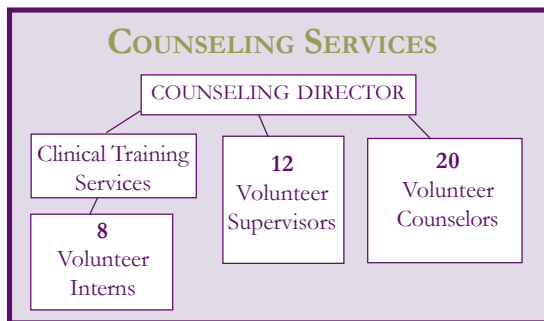 COUNSELING SERVICES
COUNSELING DIRECTOR
Clinical Training
Services
8
Volunteer
Interns
12
Volunteer
Supervisors
20
Volunteer
Counselors